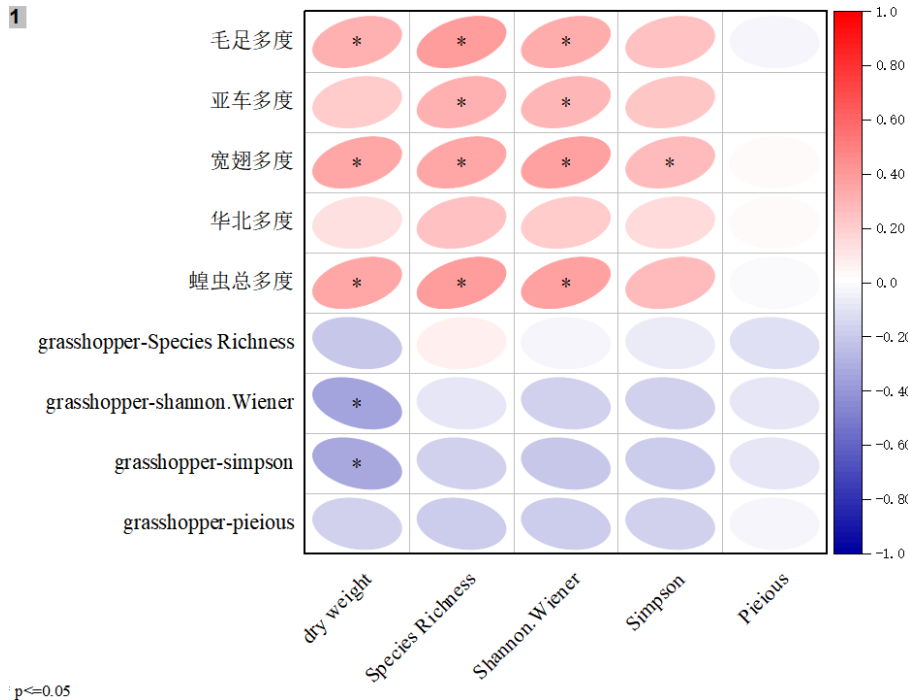 1
毛足多度
亚车多度
宽翅多度
华北多度
蝗虫总多度
grasshopper-Species Richness
grasshopper-shannon.Wiener
grasshopper-simpson
grasshopper-pieious
* * *
* *
* * * *
* * *
*
*
dry weight
Species Richness
Shannon.Wiener
Simpson
Pieious
1.0
0.80
0.60
0.40
0.20
0.0
-0.20
-0.40
-0.60
-0.80
-1.0
* p<=0.05